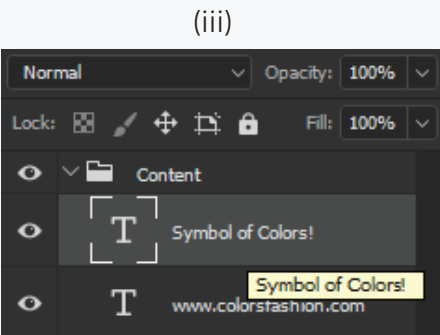 (iii)
Normal Opacity: 100%
Lock: Fill: 100%
Content
T Symbol of Colors!
Symbol of Colors!
T www.colorsfashion.com